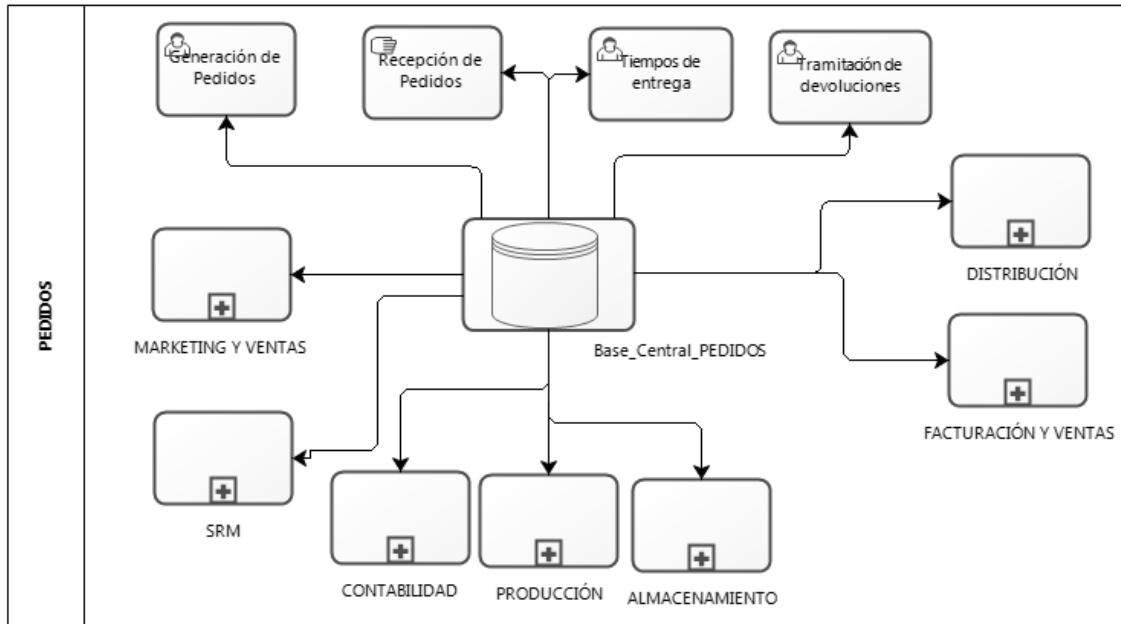 PEDIDOS
Generación de
Pedidos
Recepción de
Pedidos
Tiempos de
entrega
Tramitación de
devoluciones
DISTRIBUCIÓN
MARKETING Y VENTAS
Base_Central_PEDIDOS
FACTURACIÓN Y VENTAS
SRM
CONTABILIDAD
PRODUCCIÓN
ALMACENAMIENTO